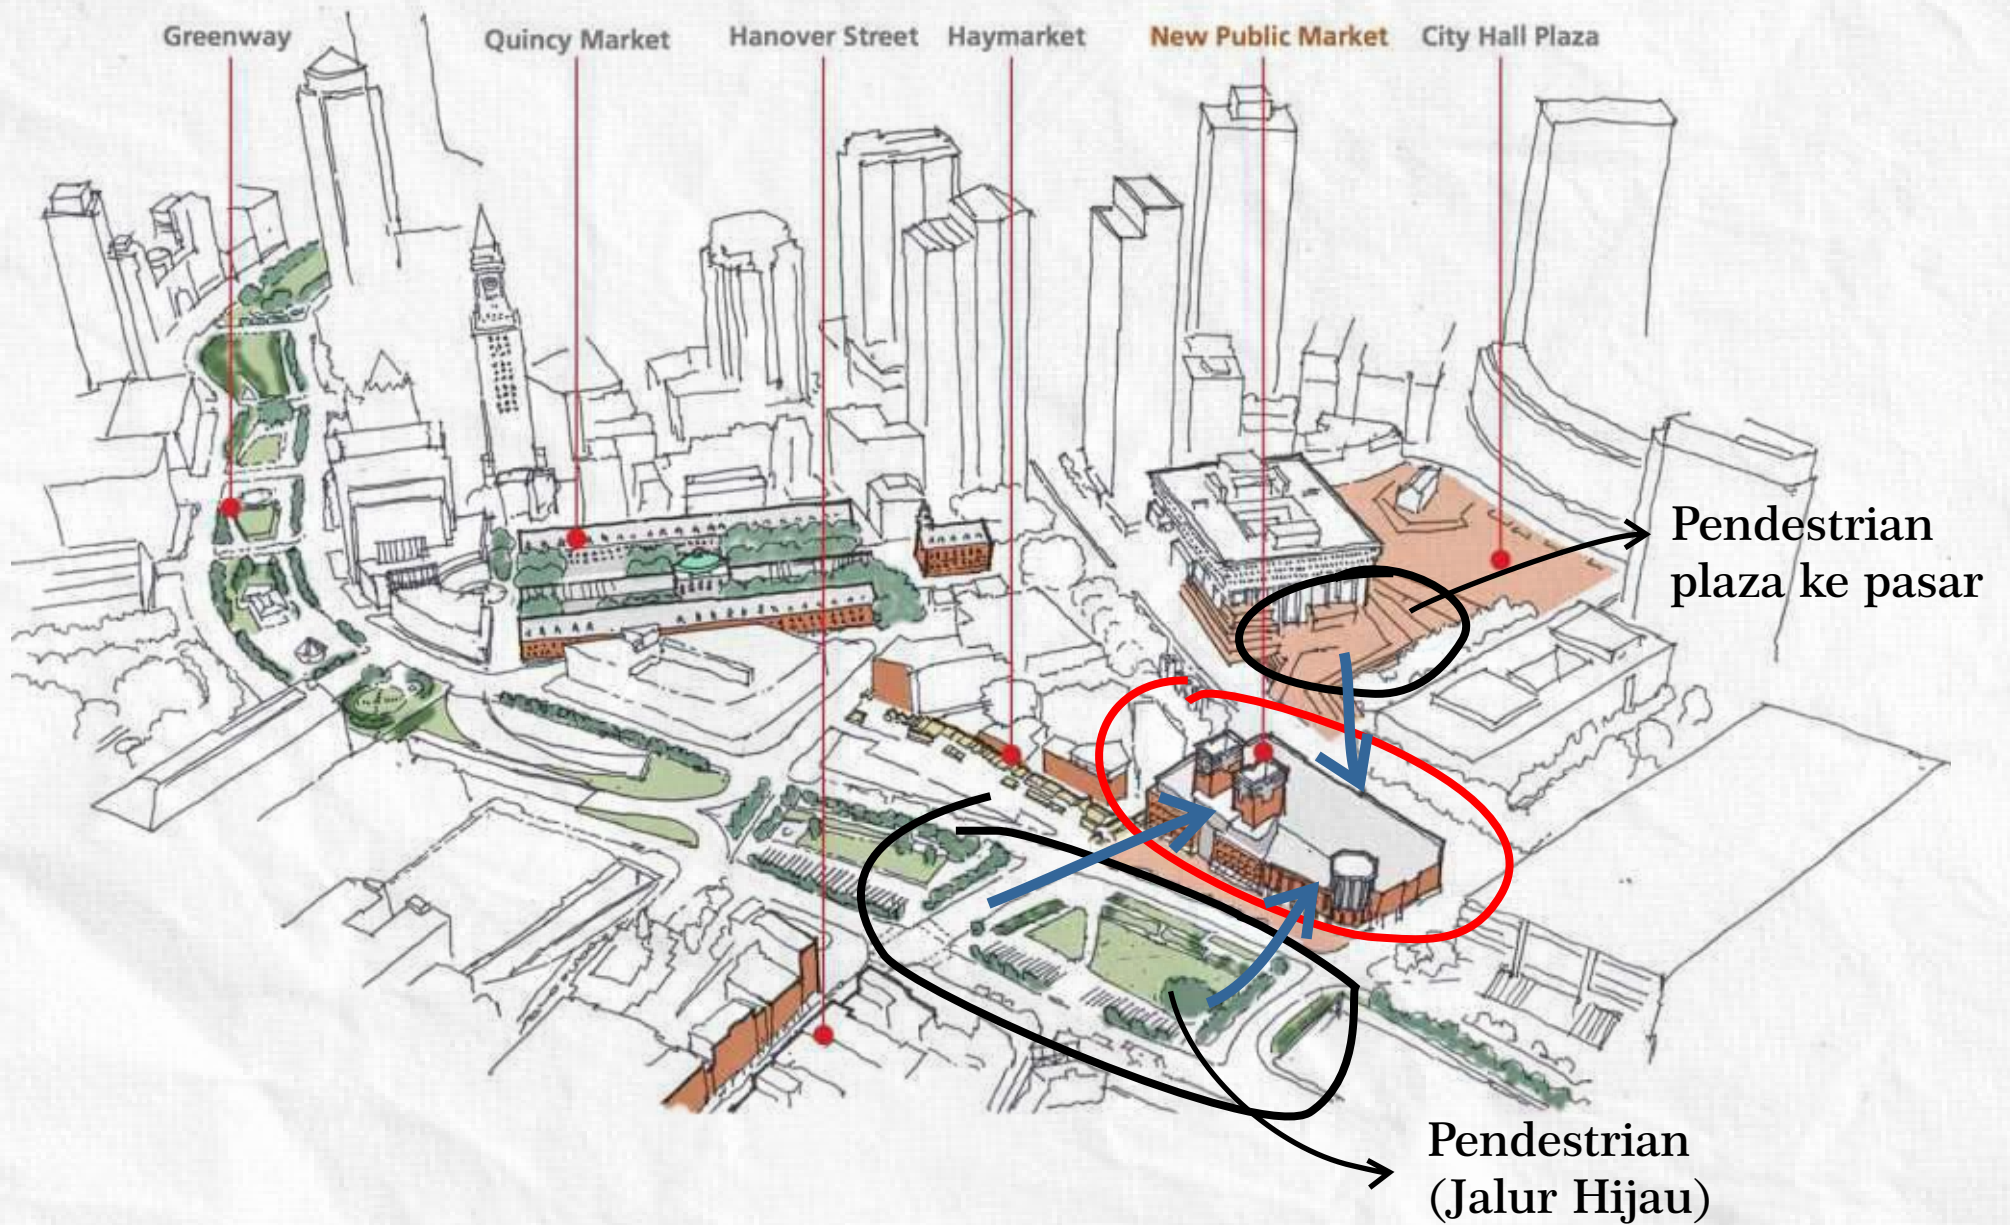 Greenway
Quincy Market
Hanover Street
Haymarket
New Public Market
City Hall Plaza
Pendestrian
plaza ke pasar
Pendestrian
(Jalur Hijau)